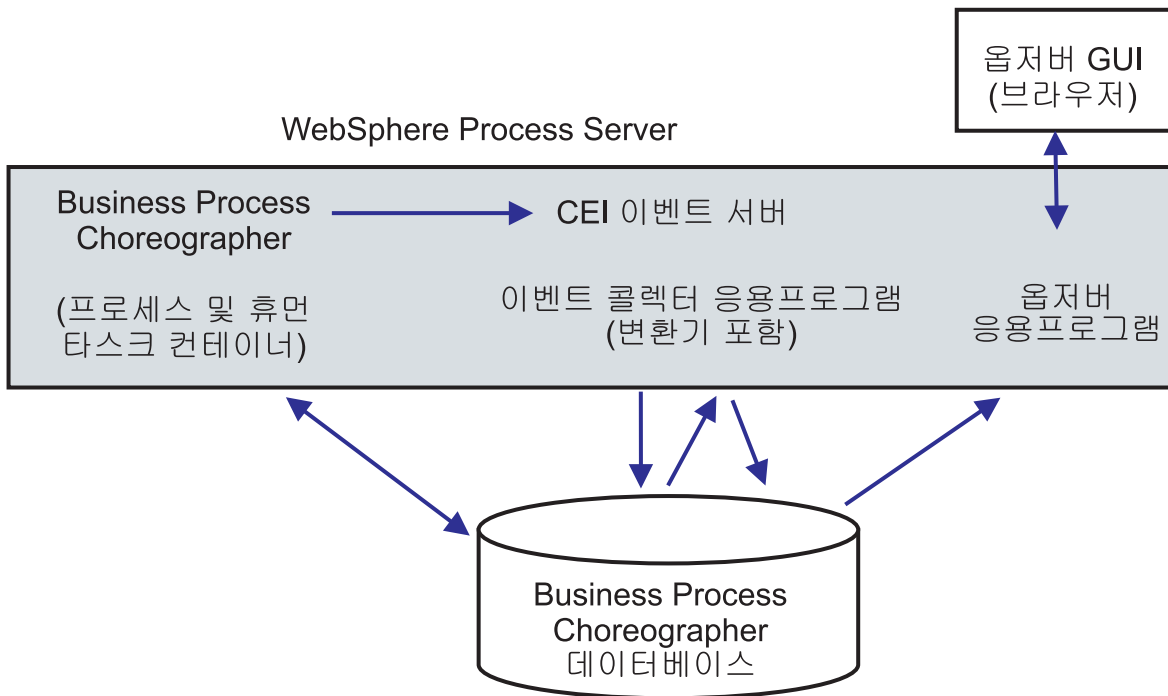 옵저버 GUI
(브라우저)
WebSphere Process Server
Business Process
Choreographer
(프로세스 및 휴먼
타스크 컨테이너)
CEI 이벤트 서버
이벤트 콜렉터 응용프로그램
(변환기 포함)
옵저버
응용프로그램
Business Process
Choreographer
데이터베이스